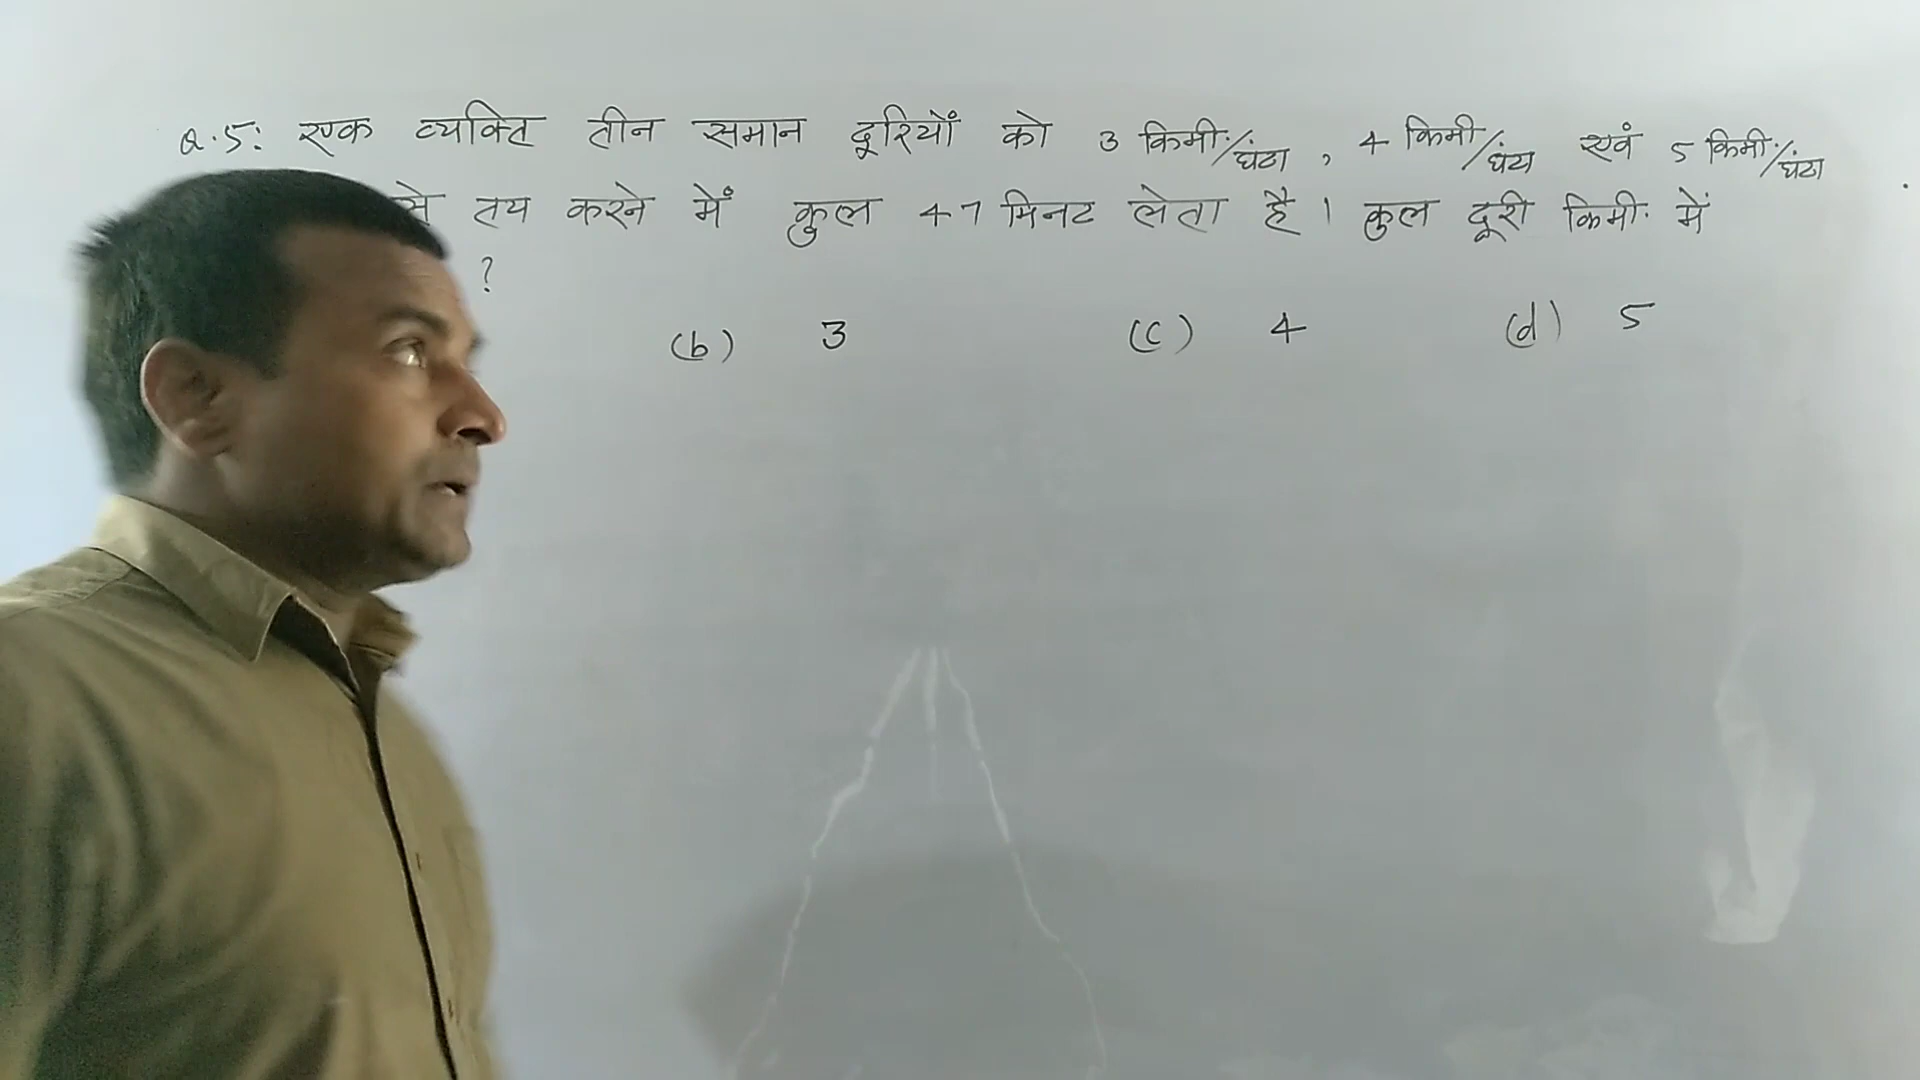 Q.5: एक व्यक्ति तीन समान दूरियों को 3 किमी./घंटा, 4 किमी/घंटा एवं 5 किमी./घंटा
से तय करने में कुल 47 मिनट लेता है। कुल दूरी किमी. में
?
(b) 3 (c) 4 (d) 5